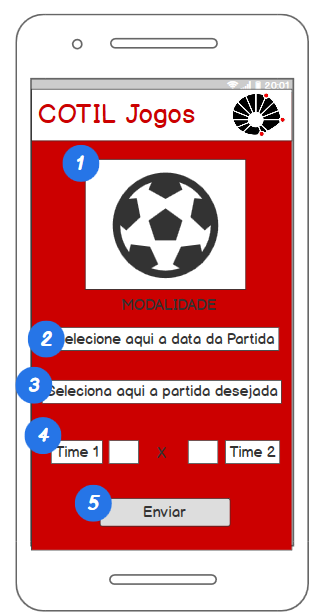 20:01
COTIL Jogos
1
MODALIDADE
2 elecione aqui a data da Partida
3 Seleciona aqui a partida desejada
4
Time 1 X Time 2
5
Enviar